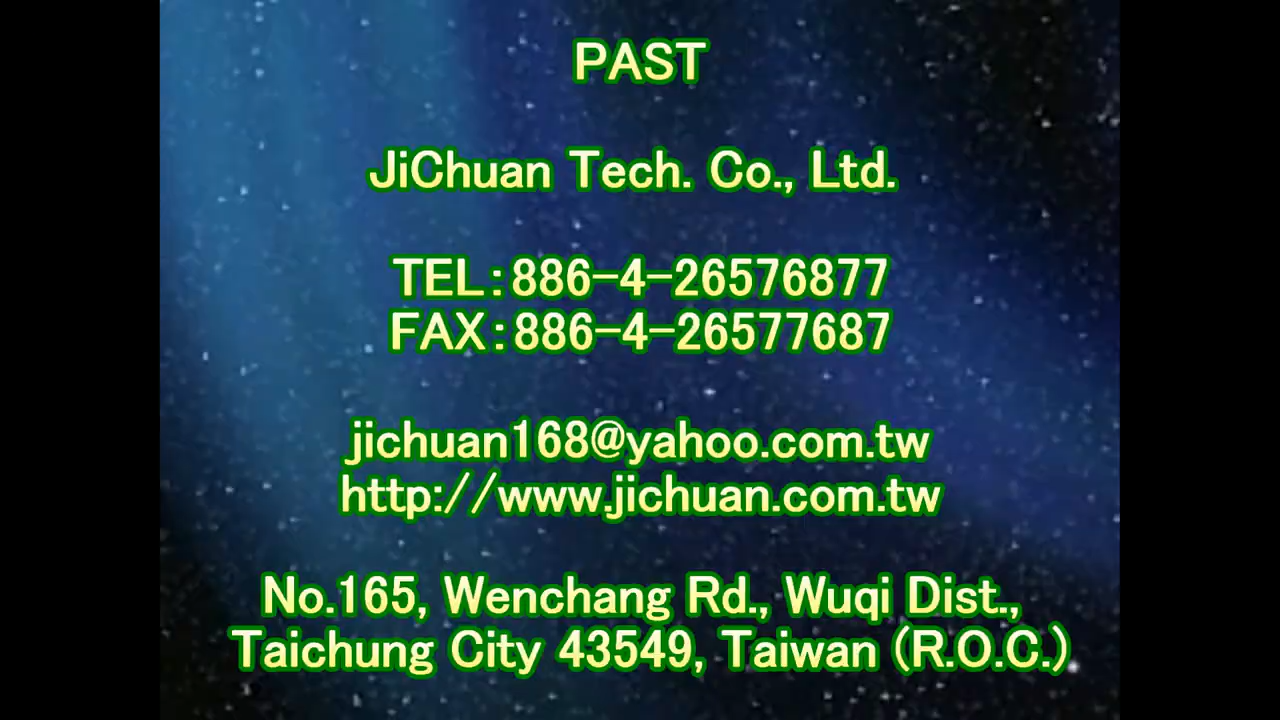 PAST
JiChuan Tech. Co., Ltd.
TEL:886-4-26576877
FAX:886-4-26577687
jichuan168@yahoo.com.tw
http://www.jichuan.com.tw
No.165, Wenchang Rd., Wuqi Dist.,
Taichung City 43549, Taiwan (R.O.C.)